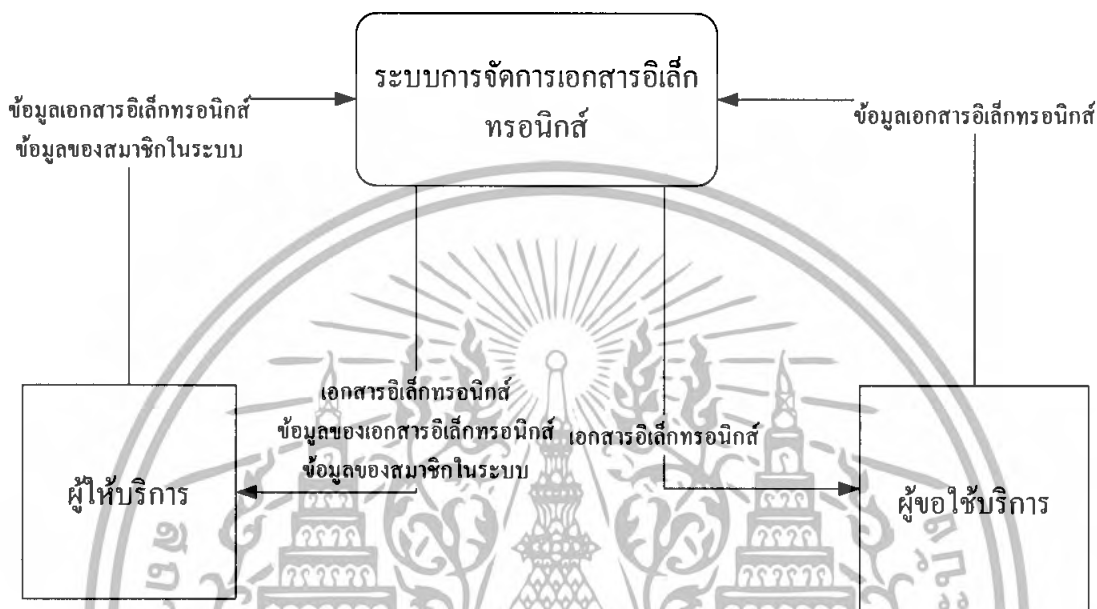 ระบบการจัดการเอกสารอิเล็ก
ทรอนิกส์
ข้อมูลเอกสารอิเล็กทรอนิกส์
ข้อมูลของสมาชิกในระบบ
ข้อมูลเอกสารอิเล็กทรอนิกส์
เอกสารอิเล็กทรอนิกส์
ข้อมูลของเอกสารอิเล็กทรอนิกส์
ข้อมูลของสมาชิกในระบบ
เอกสารอิเล็กทรอนิกส์
ผู้ให้บริการ
ผู้ขอใช้บริการ